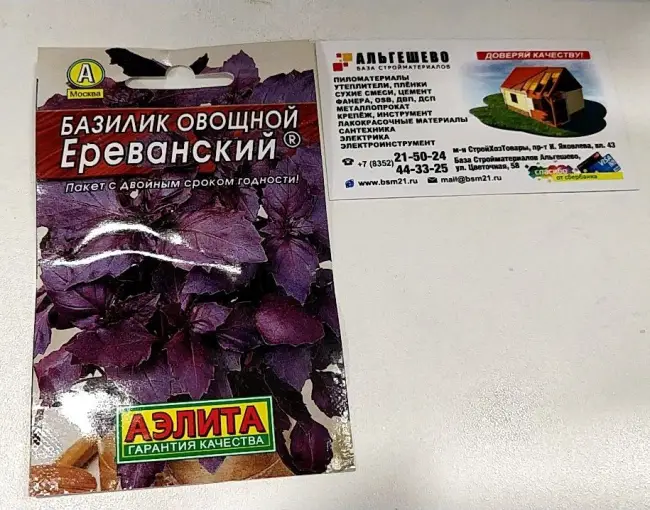 А
Москва
БАЗИЛИК ОВОЩНОЙ
Ереванский ®
Пакет с двойным сроком годности!
АЭЛИТА
ГАРАНТИЯ КАЧЕСТВА
АЛЬГЕШЕВО
БАЗА СТРОЙМАТЕРИАЛОВ
ДОВЕРЯЙ КАЧЕСТВУ!
ПИЛОМАТЕРИАЛЫ
УТЕПЛИТЕЛИ, ПЛЁНКИ
СУХИЕ СМЕСИ, ЦЕМЕНТ
ФАНЕРА, OSB, ДВП, ДСП
МЕТАЛЛОПРОКАТ
КРЕПЁЖ, ИНСТРУМЕНТ
ЛАКОКРАСОЧНЫЕ МАТЕРИАЛЫ
САНТЕХНИКА
ЭЛЕКТРИКА
ЭЛЕКТРОИНСТРУМЕНТ
+7 (8352) 21-50-24
44-33-25
www.bsm21.ru mail@bsm21.ru
м-н СтройХозТовары, пр-т И. Яковлева, вл. 43
База Стройматериалов Альгешево,
ул. Цветочная, 58
спасибо
от сбербанка